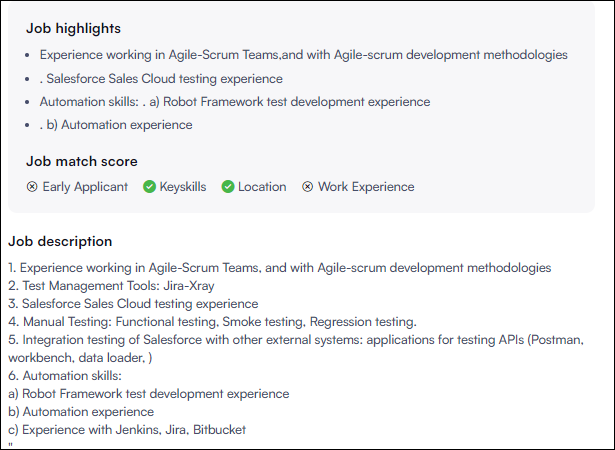 Job highlights
Experience working in Agile-Scrum Teams,and with Agile-scrum development methodologies
. Salesforce Sales Cloud testing experience
Automation skills: . a) Robot Framework test development experience
. b) Automation experience
Job match score
Early Applicant Keyskills Location Work Experience
Job description
1. Experience working in Agile-Scrum Teams, and with Agile-scrum development methodologies
2. Test Management Tools: Jira-Xray
3. Salesforce Sales Cloud testing experience
4. Manual Testing: Functional testing, Smoke testing, Regression testing.
5. Integration testing of Salesforce with other external systems: applications for testing APIs (Postman,
workbench, data loader, )
6. Automation skills:
a) Robot Framework test development experience
b) Automation experience
c) Experience with Jenkins, Jira, Bitbucket
"